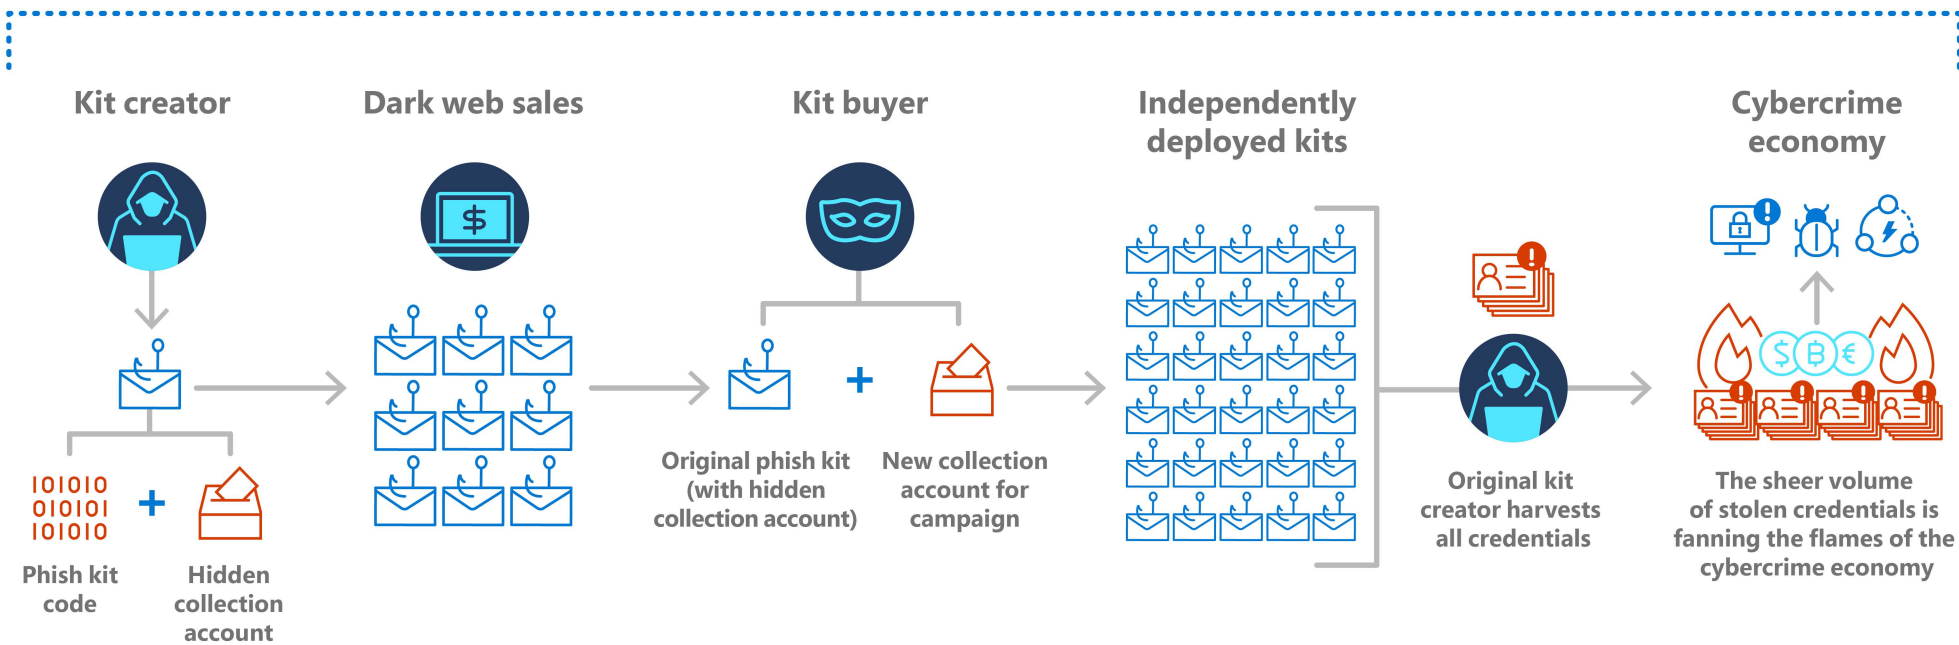 Kit creator
Dark web sales
Kit buyer
Independently
deployed kits
Cybercrime
economy
$
101010
010101
101010
Phish kit
code
Hidden
collection
account
Original phish kit
(with hidden
collection account)
New collection
account for
campaign
!
Original kit
creator harvests
all credentials
!
$ B €
! ! ! !
The sheer volume
of stolen credentials is
fanning the flames of the
cybercrime economy